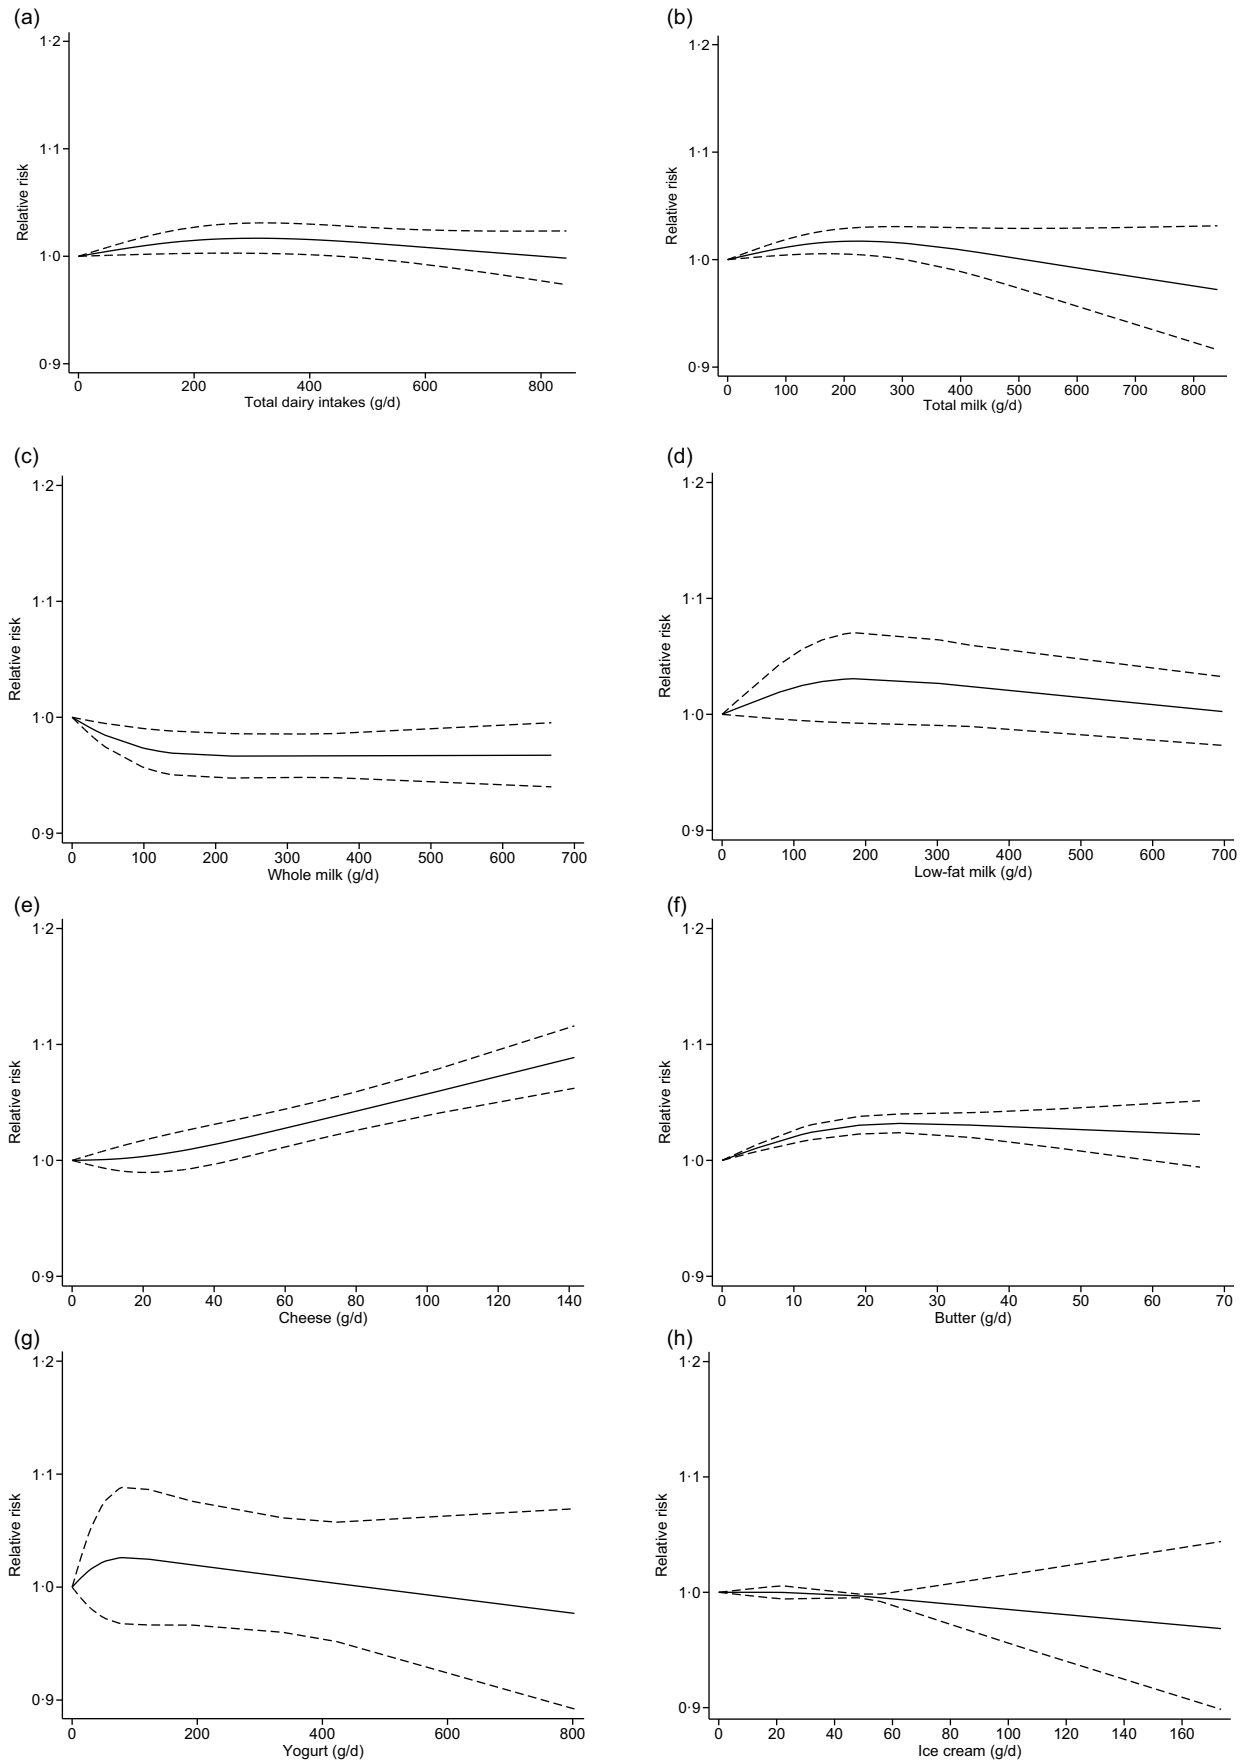 (a)
1·2
1·1
1·0
0·9
Relative risk
0 200 400 600 800
Total dairy intakes (g/d)
(b)
1·2
1·1
1·0
0·9
Relative risk
0 100 200 300 400 500 600 700 800
Total milk (g/d)
(c)
1·2
1·1
1·0
0·9
Relative risk
0 100 200 300 400 500 600 700
Whole milk (g/d)
(d)
1·2
1·1
1·0
0·9
Relative risk
0 100 200 300 400 500 600 700
Low-fat milk (g/d)
(e)
1·2
1·1
1·0
0·9
Relative risk
0 20 40 60 80 100 120 140
Cheese (g/d)
(f)
1·2
1·1
1·0
0·9
Relative risk
0 10 20 30 40 50 60 70
Butter (g/d)
(g)
1·2
1·1
1·0
0·9
Relative risk
0 200 400 600 800
Yogurt (g/d)
(h)
1·2
1·1
1·0
0·9
Relative risk
0 20 40 60 80 100 120 140 160
Ice cream (g/d)